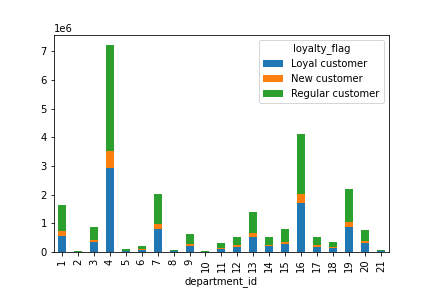 1e6
7
6
5
4
3
2
1
0
loyalty_flag
Loyal customer
New customer
Regular customer
1 2 3 4 5 6 7 8 9 10 11 12 13 14 15 16 17 18 19 20 21
department_id